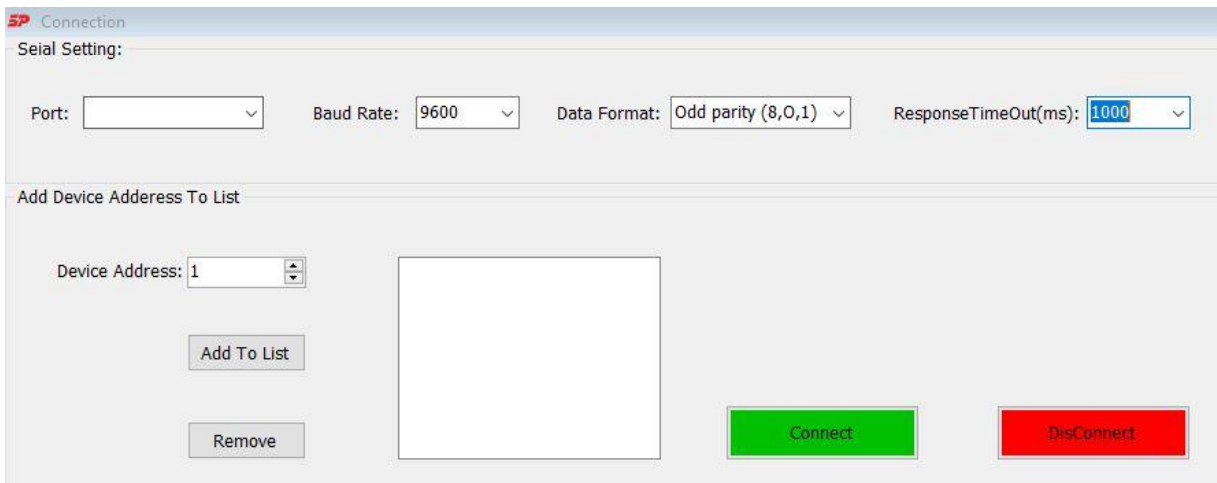 SP Connection
Seial Setting:
Port: Baud Rate: 9600 Data Format: Odd parity (8,O,1) ResponseTimeOut(ms): 1000
Add Device Adderess To List
Device Address: 1
Add To List
Remove
Connect
DisConnect